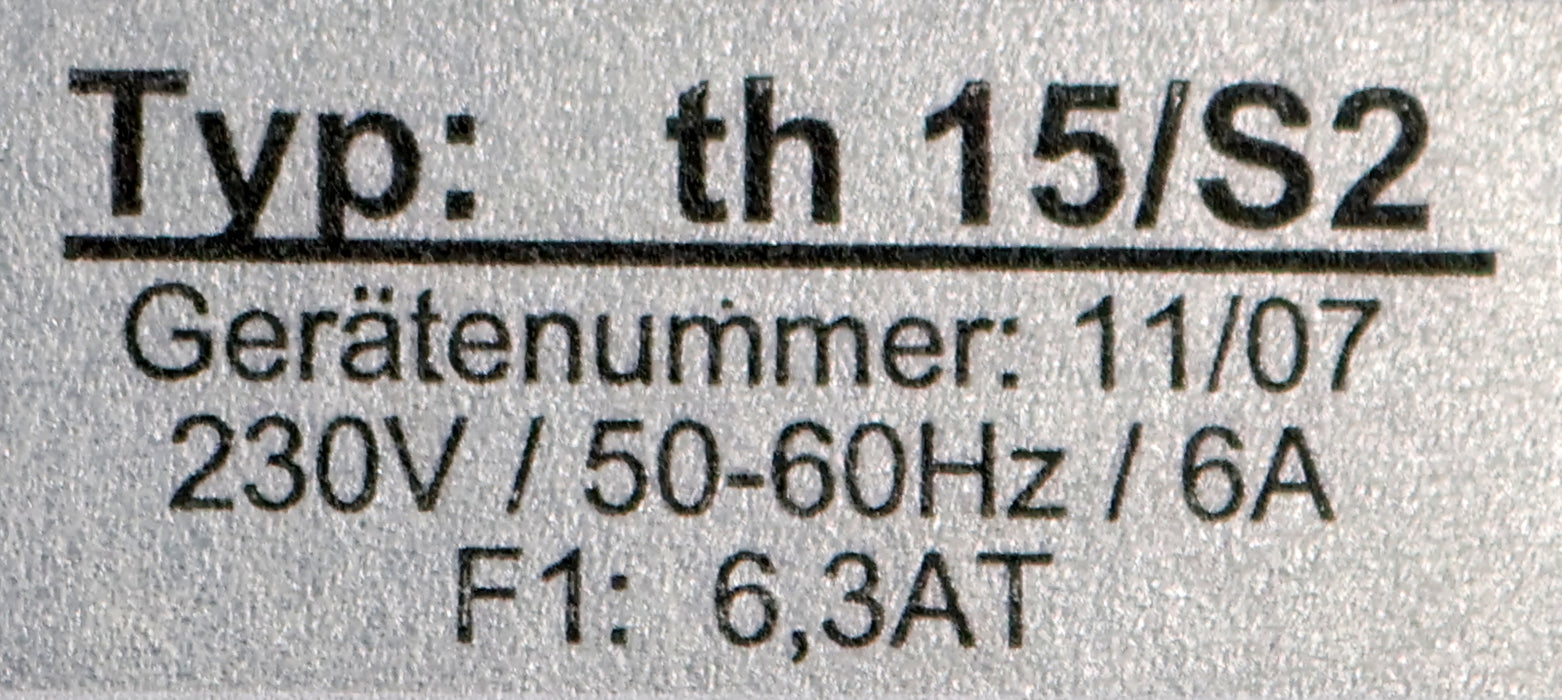 Typ: th 15/S2
Gerätenummer: 11/07
230V / 50-60Hz / 6A
F1: 6,3AT